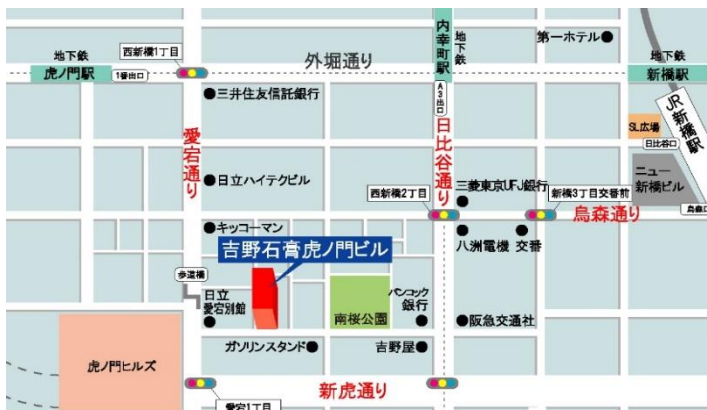 地下鉄
虎ノ門駅
1番出口
西新橋1丁目
外堀通り
内幸町駅
地下鉄
A3出口
第一ホテル
地下鉄
新橋駅
JR新橋駅
SL広場
日比谷口
ニュー
新橋ビル
烏森口
三井住友信託銀行
愛宕通り
日比谷通り
日立ハイテクビル
西新橋2丁目
三菱東京UFJ銀行
新橋3丁目交番前
烏森通り
キッコーマン
八洲電機
交番
吉野石膏虎ノ門ビル
歩道橋
日立
愛宕別館
南桜公園
バンコック
銀行
阪急交通社
ガソリンスタンド
吉野屋
虎ノ門ヒルズ
新虎通り
愛宕1丁目